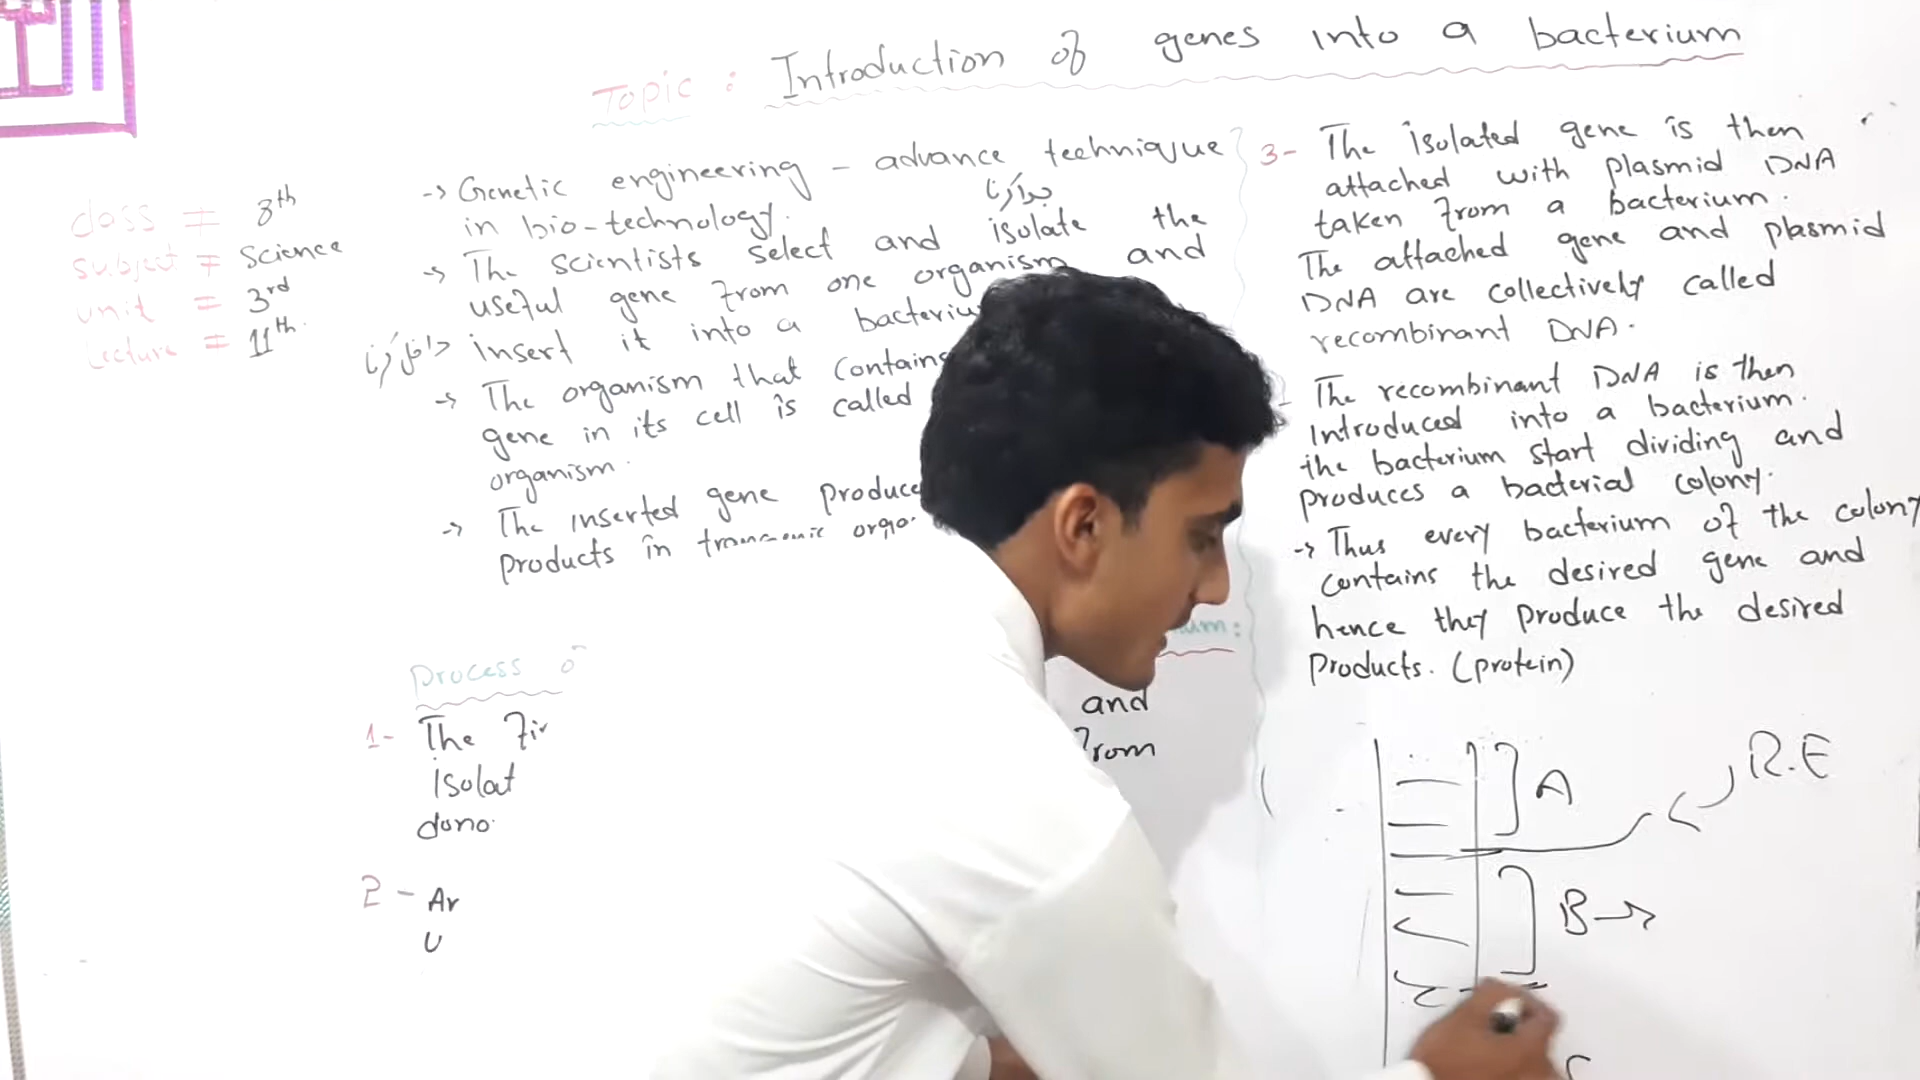 Topic : Introduction of genes into a bacterium
class = 8th
subject = Science
unit = 3rd
Lecture = 11th.
-> Genetic engineering - advance technique
in bio-technology.
جدا کرنا
-> The scientists select and isolate the
useful gene from one organism and
داخل کرنا insert it into a
-> The organism that contains
gene in its cell is called
organism.
-> The inserted gene
products in
Process
1- The
2-
and
from
3- The isolated gene is then
attached with plasmid DNA
taken from a bacterium.
The attached gene and plasmid
DNA are collectively called
recombinant DNA.
The recombinant DNA is then
Introduced into a bacterium.
the bacterium start dividing and
produces a bacterial colony.
-> Thus every bacterium of the colony
contains the desired gene and
hence they produce the desired
Products. (protein)
A
R.E
B ->